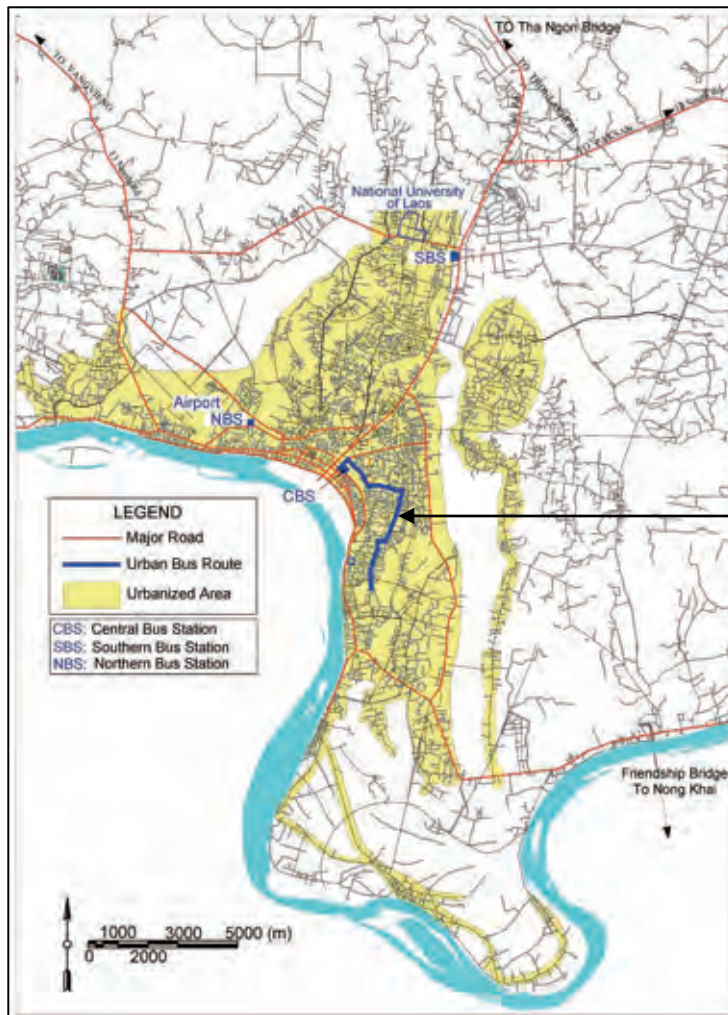 TO Tha Ngon Bridge
TO VANGVIENG
National University
of Laos
SBS
Airport
NBS
CBS
LEGEND
Major Road
Urban Bus Route
Urbanized Area
CBS: Central Bus Station
SBS: Southern Bus Station
NBS: Northern Bus Station
Friendship Bridge
To Nong Khai
1000 3000 5000 (m)
0 2000